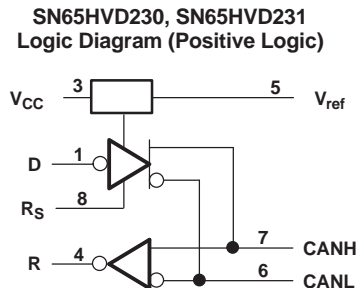 SN65HVD230, SN65HVD231
Logic Diagram (Positive Logic)
VCC 3 5 Vref
D 1
RS 8
R 4
7 CANH
6 CANL